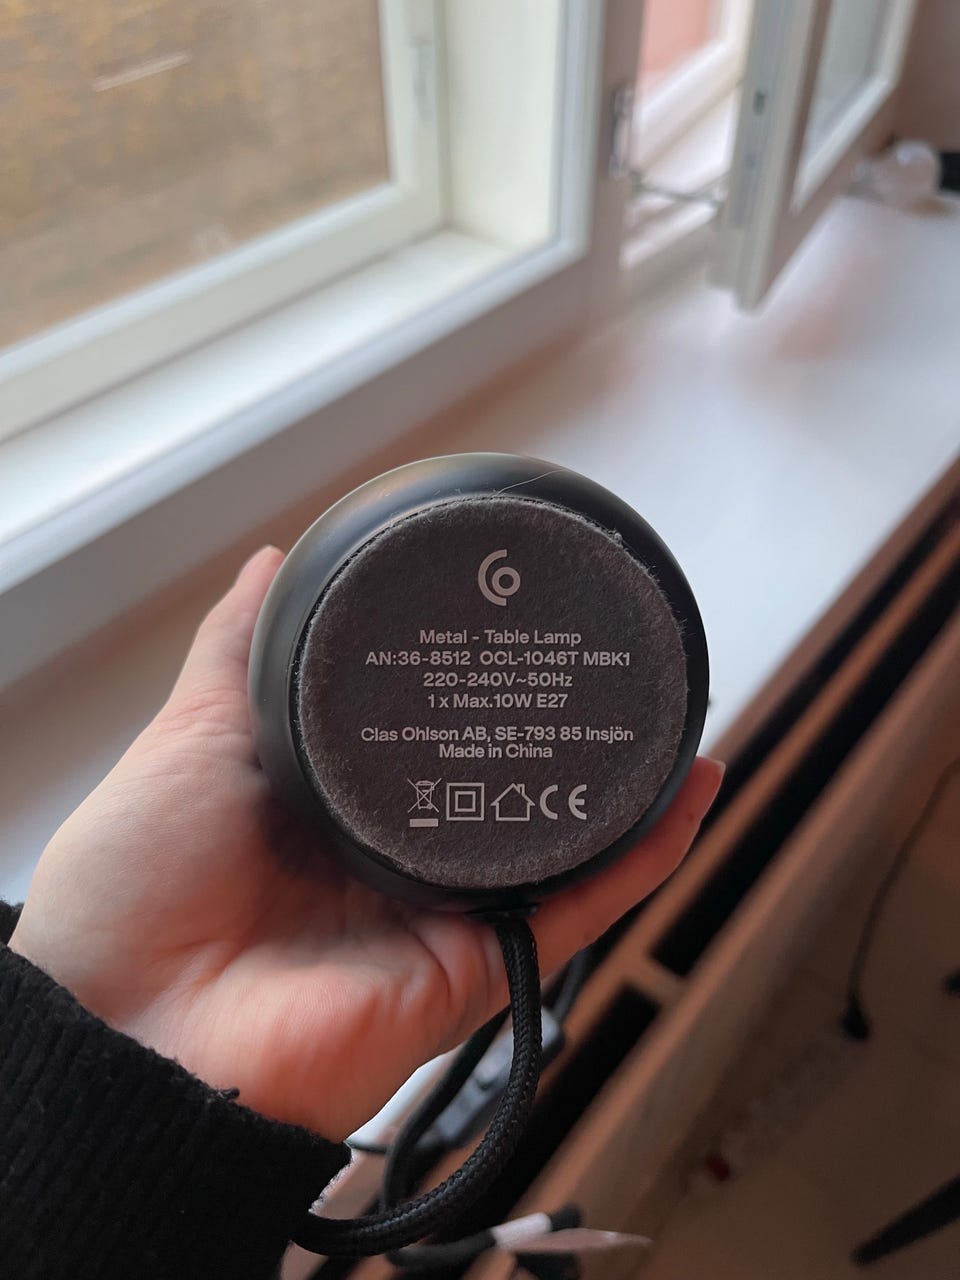 Metal - Table Lamp
AN:36-8512 OCL-1046T MBK1
220-240V~50Hz
1 x Max.10W E27
Clas Ohlson AB, SE-793 85 Insjön
Made in China
CE